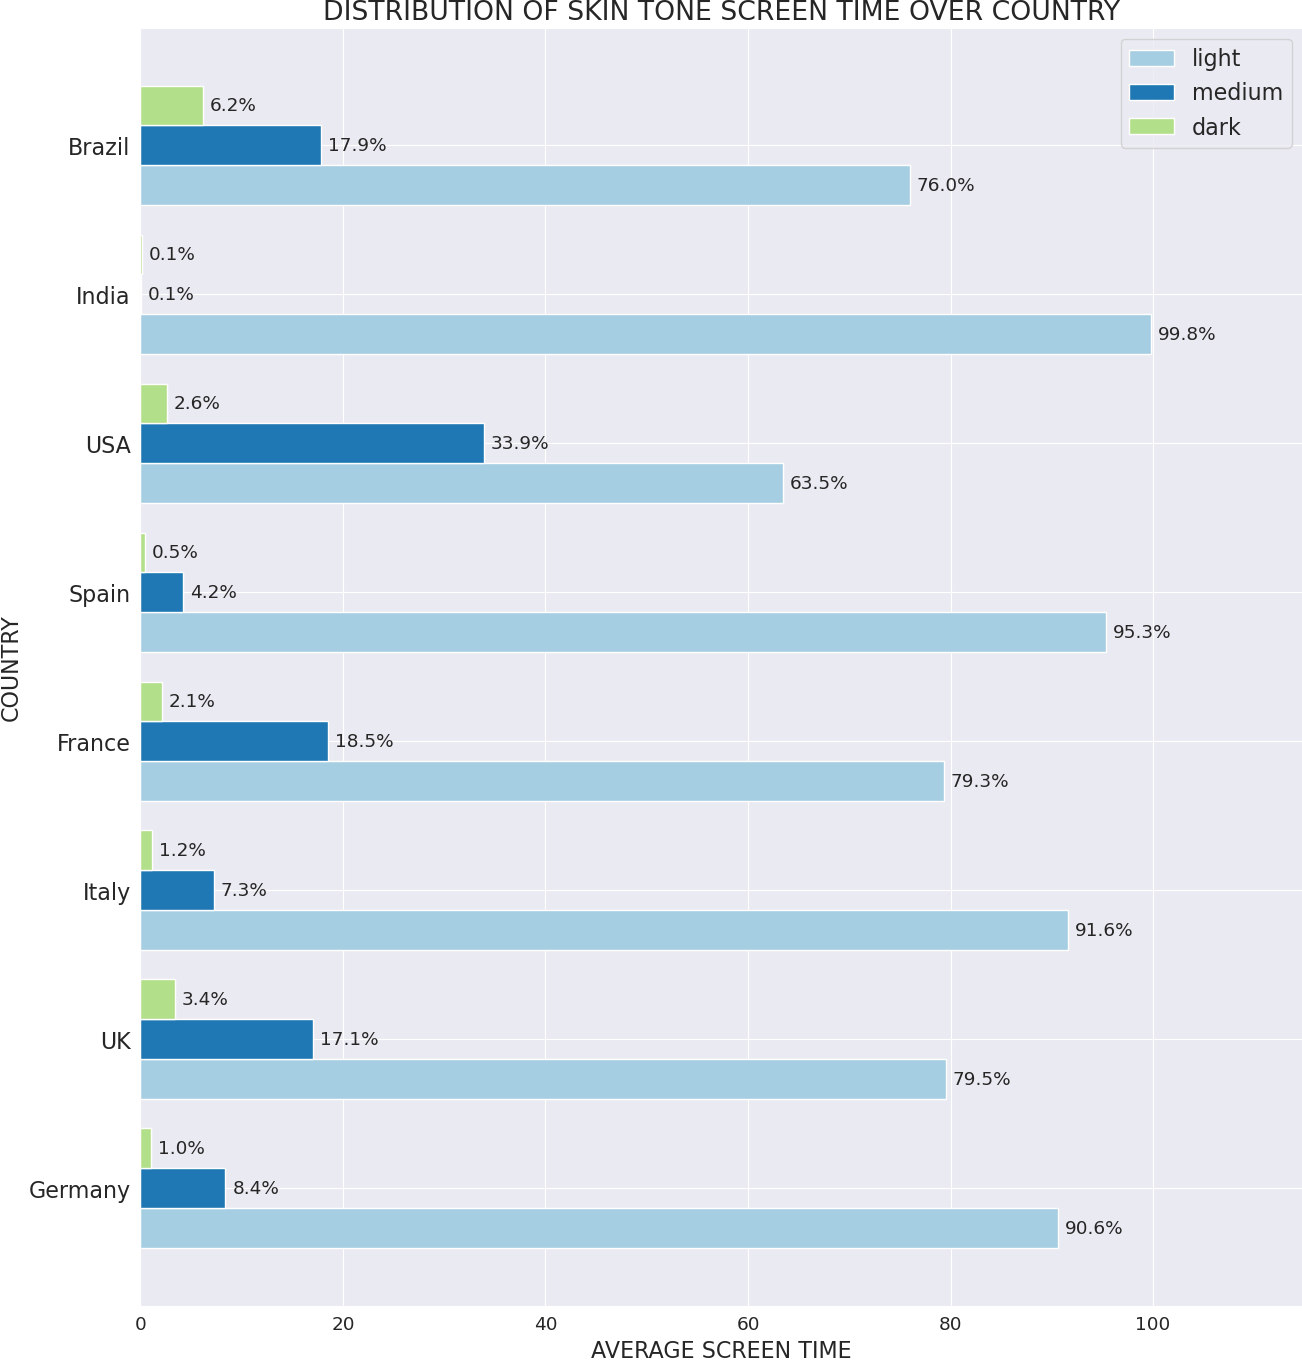 DISTRIBUTION OF SKIN TONE SCREEN TIME OVER COUNTRY
light
medium
dark
6.2%
Brazil
17.9%
76.0%
0.1%
India
0.1%
99.8%
2.6%
USA
33.9%
63.5%
0.5%
Spain
4.2%
95.3%
2.1%
France
18.5%
79.3%
1.2%
Italy
7.3%
91.6%
3.4%
UK
17.1%
79.5%
1.0%
Germany
8.4%
90.6%
COUNTRY
0 20 40 60 80 100
AVERAGE SCREEN TIME